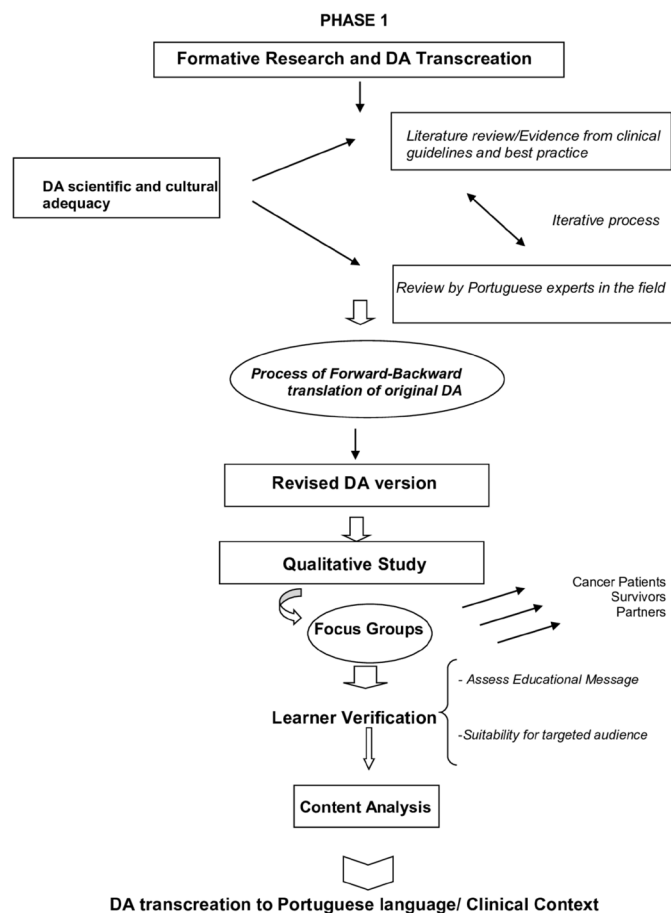 PHASE 1
Formative Research and DA Transcreation
Literature review/Evidence from clinical
guidelines and best practice
DA scientific and cultural
adequacy
Iterative process
Review by Portuguese experts in the field
Process of Forward-Backward
translation of original DA
Revised DA version
Qualitative Study
Cancer Patients
Survivors
Partners
Focus Groups
- Assess Educational Message
Learner Verification
-Suitability for targeted audience
Content Analysis
DA transcreation to Portuguese language/ Clinical Context